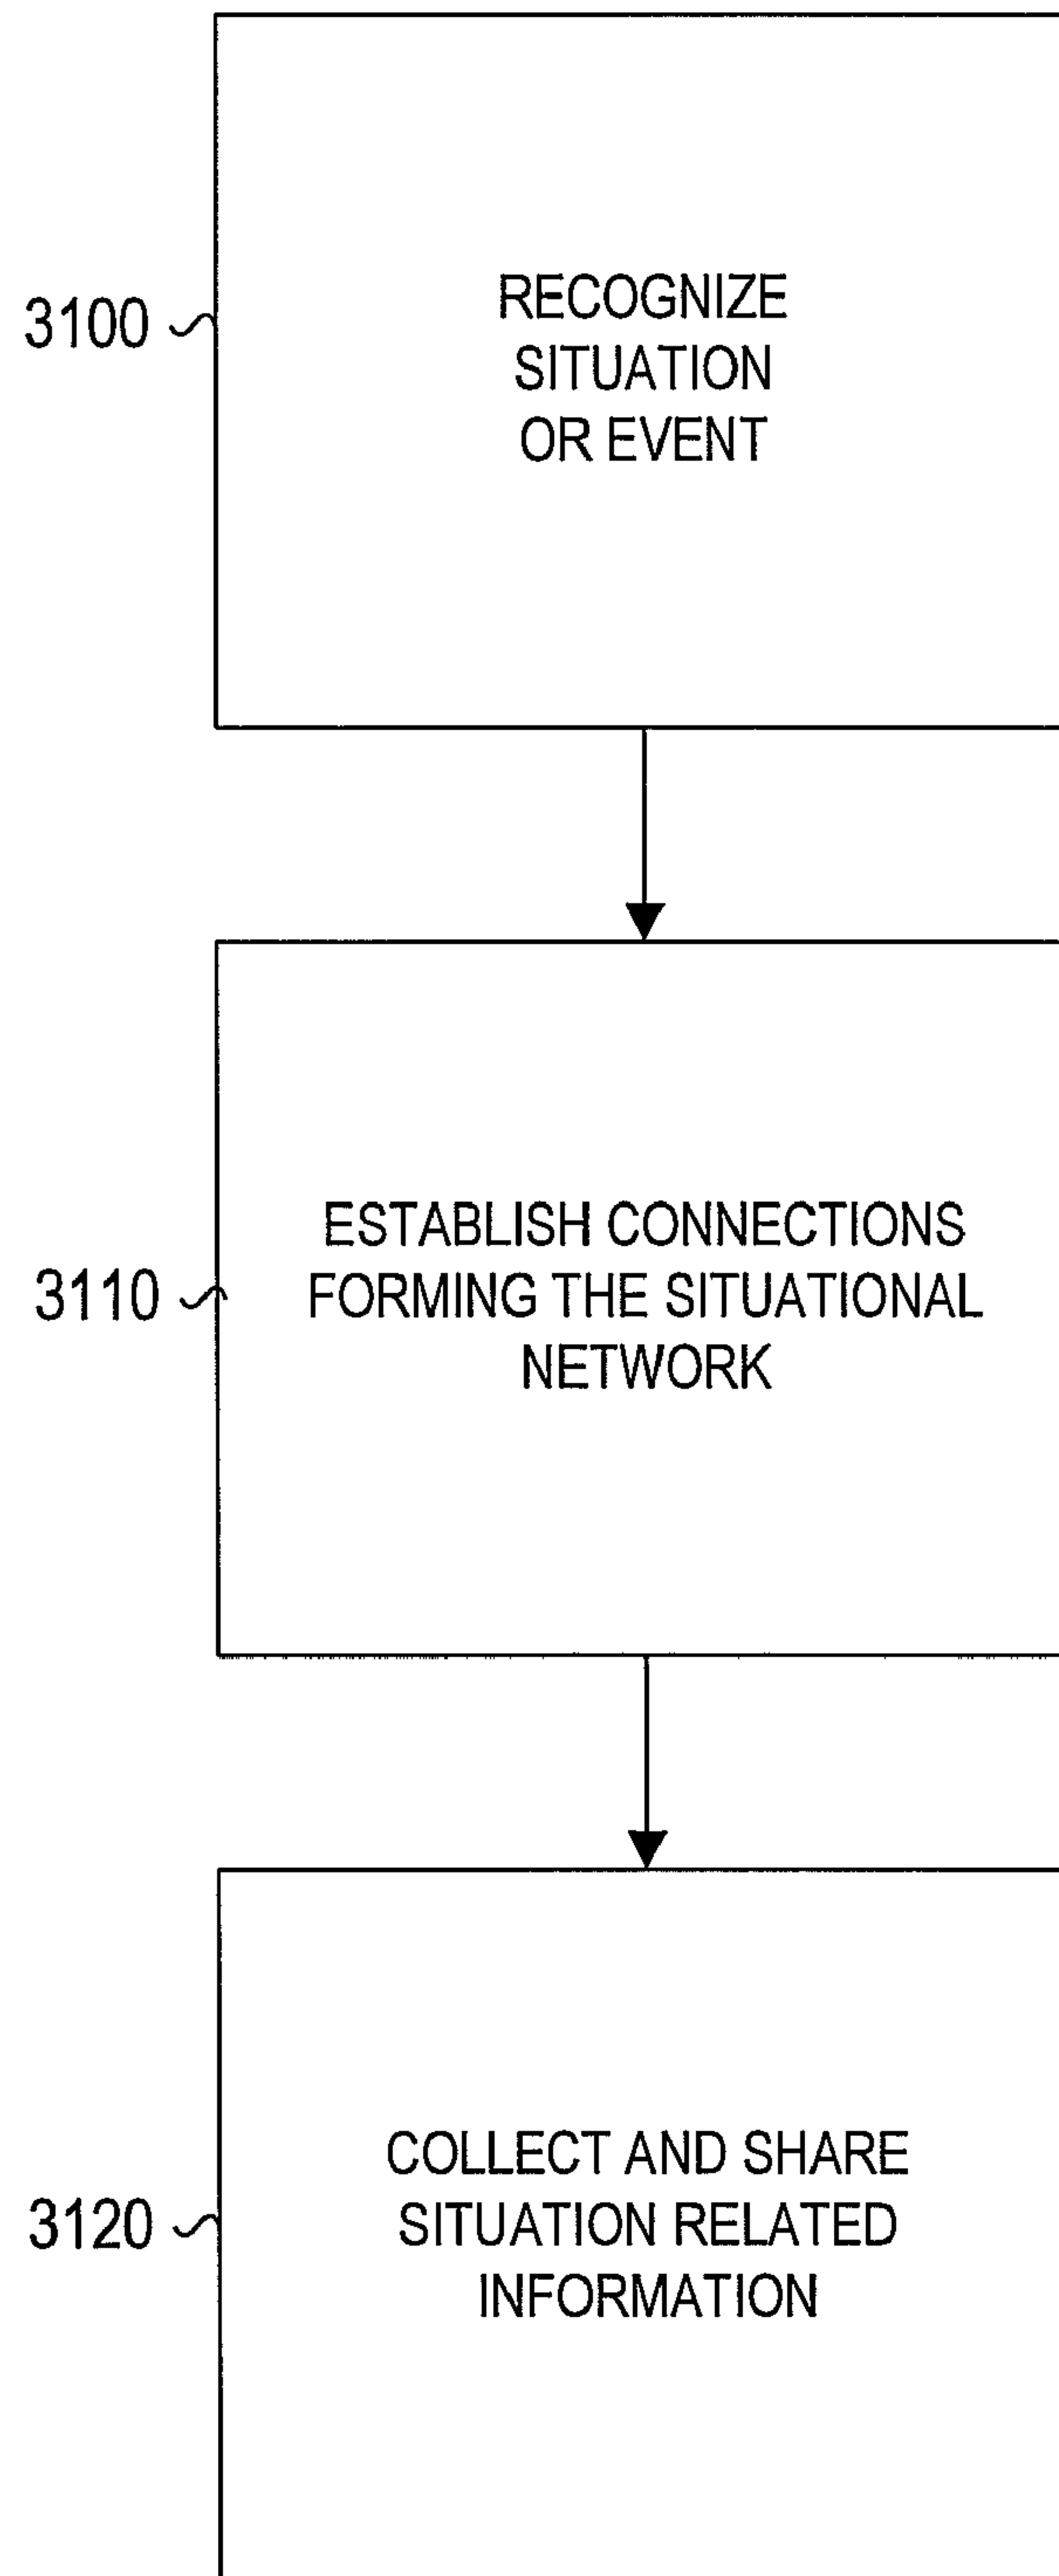 3100
RECOGNIZE
SITUATION
OR EVENT
3110
ESTABLISH CONNECTIONS
FORMING THE SITUATIONAL
NETWORK
3120
COLLECT AND SHARE
SITUATION RELATED
INFORMATION